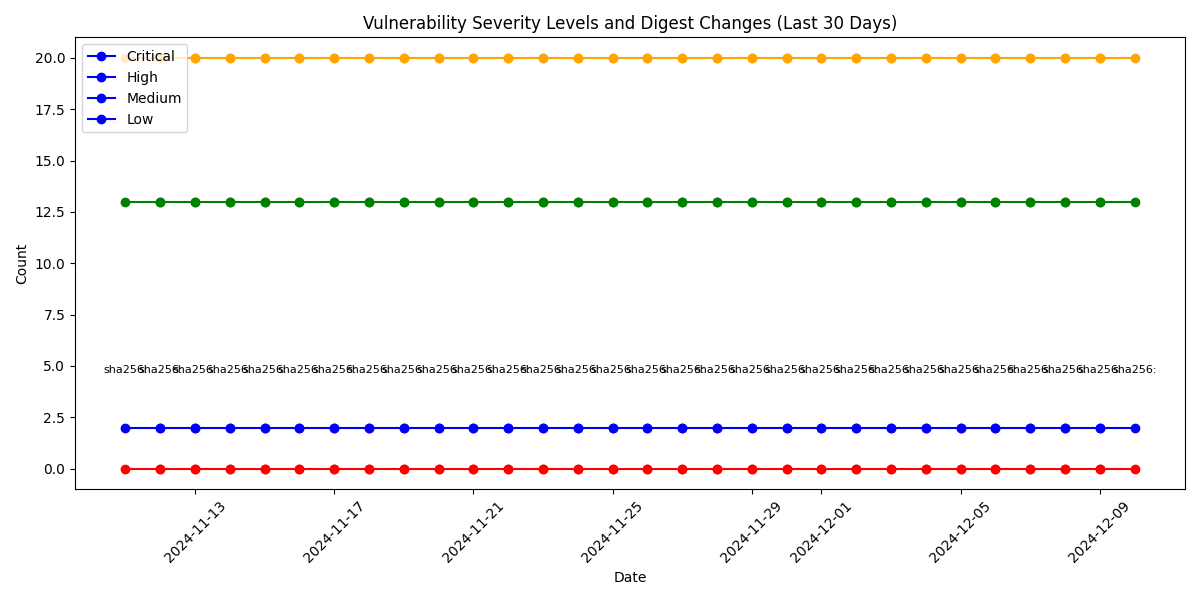 Vulnerability Severity Levels and Digest Changes (Last 30 Days)
Critical
High
Medium
Low
20.0
17.5
15.0
12.5
10.0
7.5
5.0
2.5
0.0
Count
sha256: sha256: sha256: sha256: sha256: sha256: sha256: sha256: sha256: sha256: sha256: sha256: sha256: sha256: sha256: sha256: sha256: sha256: sha256: sha256: sha256: sha256: sha256: sha256: sha256: sha256: sha256: sha256: sha256: sha256:
2024-11-13
2024-11-17
2024-11-21
2024-11-25
2024-11-29
2024-12-01
2024-12-05
2024-12-09
Date